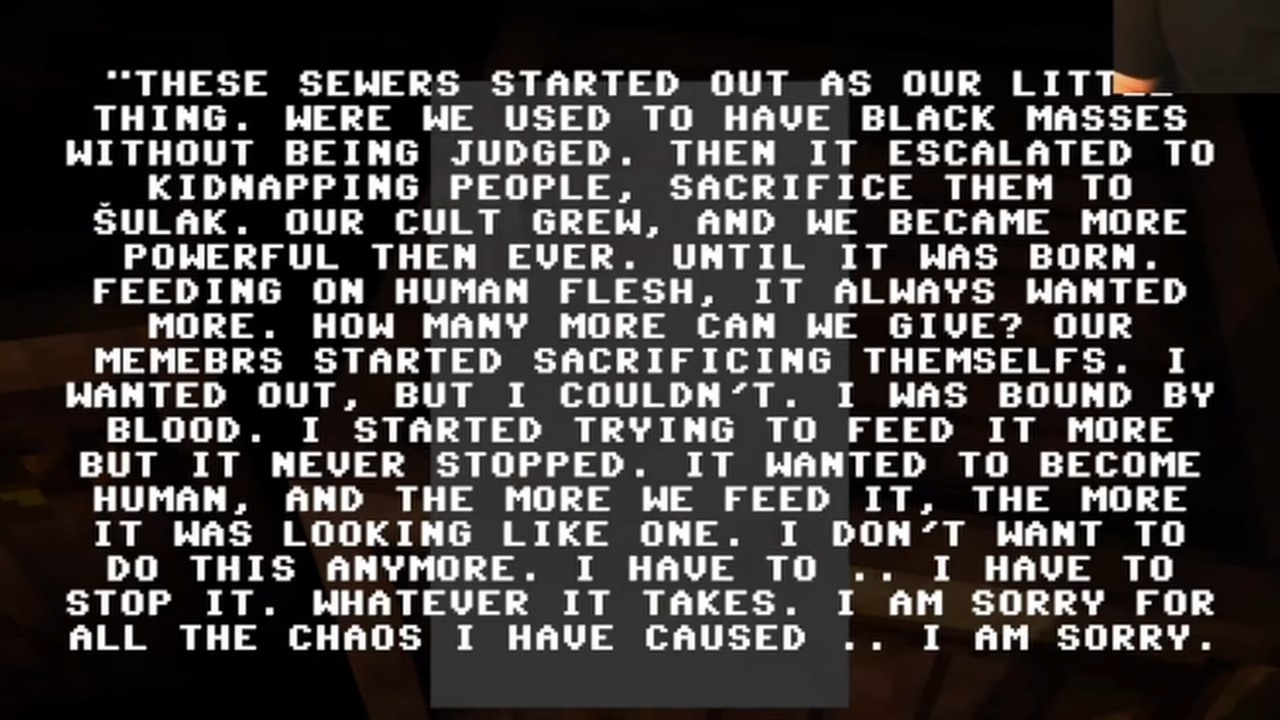 "THESE SEWERS STARTED OUT AS OUR
THING. WERE WE USED TO HAVE BLACK MASSES
WITHOUT BEING JUDGED. THEN IT ESCALATED TO
KIDNAPPING PEOPLE, SACRIFICE THEM TO
ŠULAK. OUR CULT GREW, AND WE BECAME MORE
POWERFUL THEN EVER. UNTIL IT WAS BORN.
FEEDING ON HUMAN FLESH, IT ALWAYS WANTED
MORE. HOW MANY MORE CAN WE GIVE? OUR
MEMEBRS STARTED SACRIFICING THEMSELFS. I
WANTED OUT, BUT I COULDN'T. I WAS BOUND BY
BLOOD. I STARTED TRYING TO FEED IT MORE
BUT IT NEVER STOPPED. IT WANTED TO BECOME
HUMAN, AND THE MORE WE FEED IT, THE MORE
IT WAS LOOKING LIKE ONE. I DON'T WANT TO
DO THIS ANYMORE. I HAVE TO .. I HAVE TO
STOP IT. WHATEVER IT TAKES. I AM SORRY FOR
ALL THE CHAOS I HAVE CAUSED .. I AM SORRY.